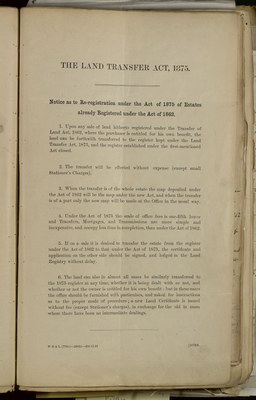 THE LAND TRANSFER ACT, 1875.
Notice as to Re-registration under the Act of 1875 of Estates
Already Registered under the Act of 1862.
1. Upon any sale of land hitherto registered under the Transfer of
Land Act, 1862, where the purchaser is entitled for his own benefit, the
land can be forthwith transferred to the register kept under the Land
Transfer Act, 1875, and the register established under the first-mentioned
Act closed.
2. The transfer will be effected without expense (except small
Stationer's Charges).
3. When the transfer is of the whole estate the map deposited under
the Act of 1862 will be the map under the new Act, and when the transfer
is of a part only the new map will be made at the Office in the usual way.
4. Under the Act of 1875 the scale of office fees is
and Transfers, Mortgages, and Transmissions are more simple and
inexpensive, and occupy less time in completion, than under the Act of 1862.
5. If on a sale it is desired to transfer the estate from the register
under the Act of 1862 to that under the Act of 1875, the certificate and
application on the other side should be signed, and lodged in the Land
Registry without delay.
6. The land can also in almost all cases be similarly transferred to
the 1875 register at any time, whether it is being dealt with or not, and
whether or not the owner is entitled for his own benefit; but in these cases
the office should be furnished with particulars, and asked for instructions
as to the proper mode of procedure; a new Land Certificate is issued
without fee (except Stationer's charges), in exchange for the old in cases
where there have been no intermediate dealings.